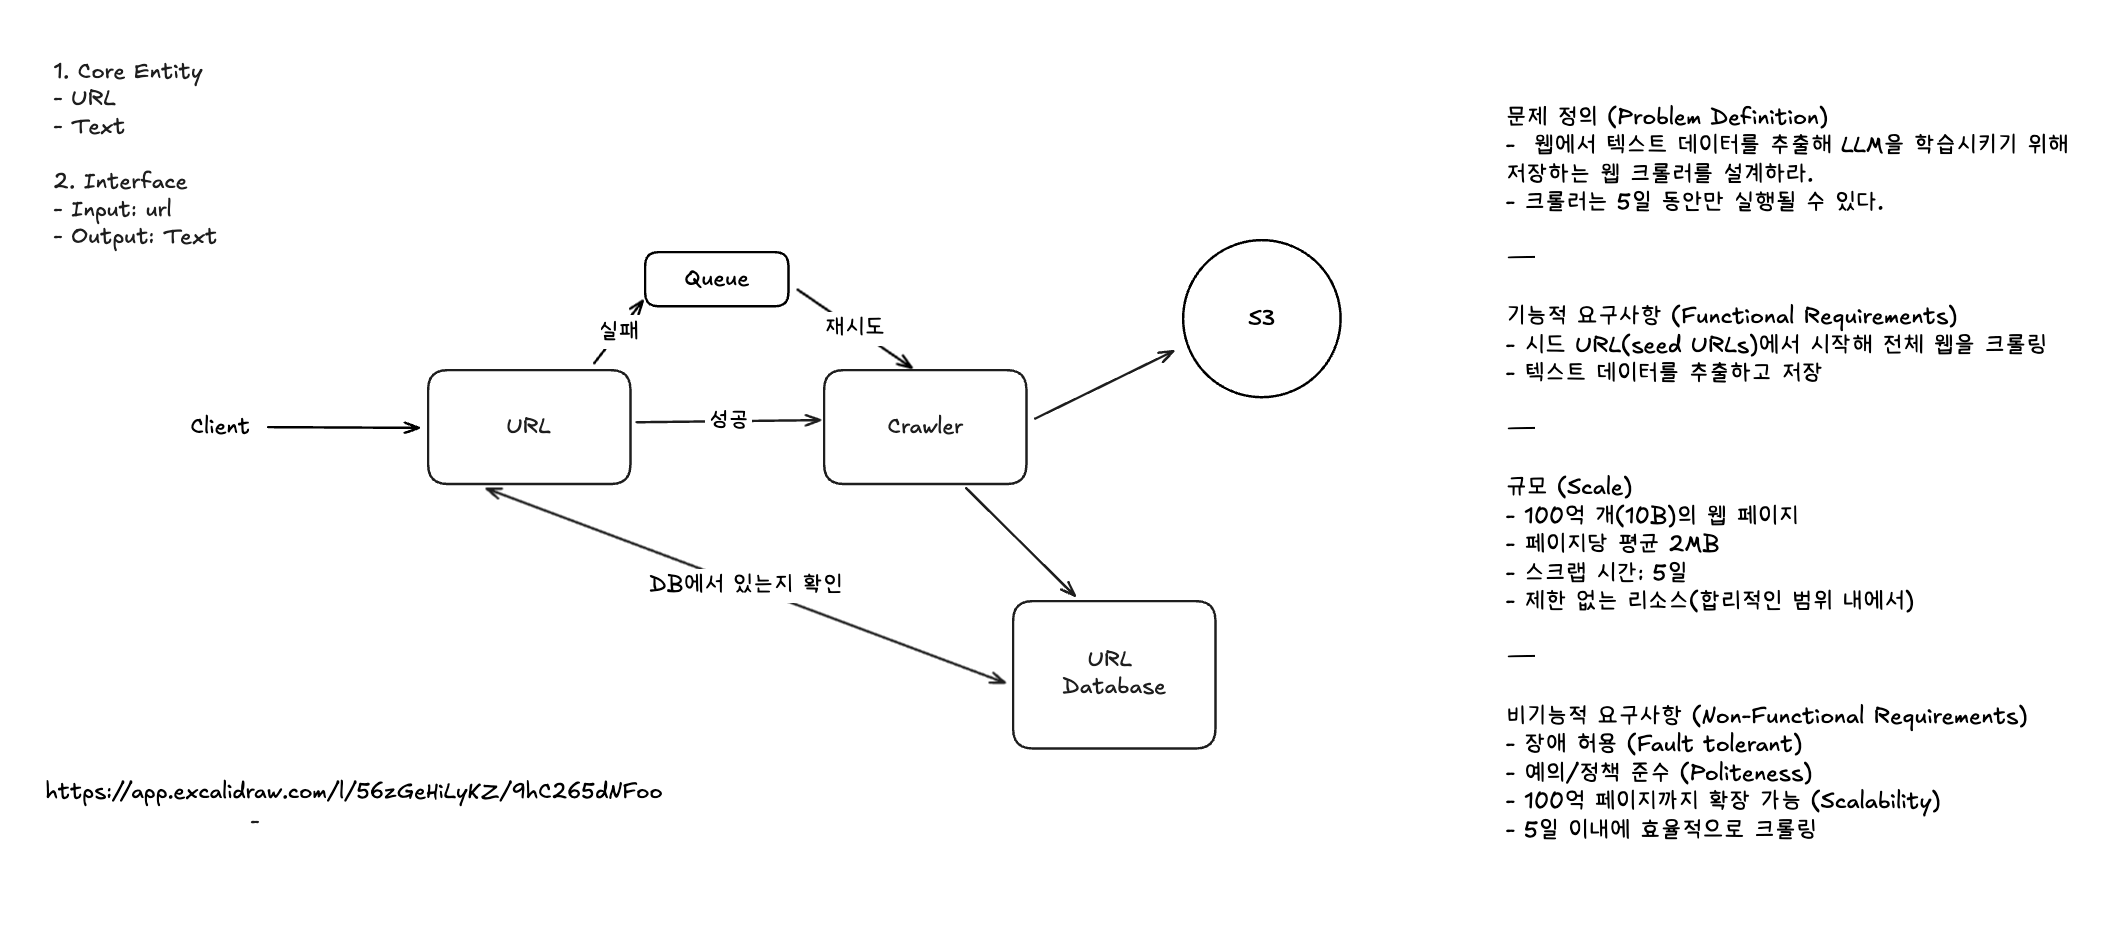 1. Core Entity
- URL
- Text
2. Interface
- Input: url
- Output: Text
Queue
실패
재시도
S3
Client
URL
성공
Crawler
DB에서 있는지 확인
URL
Database
https://app.excalidraw.com/l/56zGeHiLyKZ/9hC265dNFoo
-
문제 정의 (Problem Definition)
-  웹에서 텍스트 데이터를 추출해 LLM을 학습시키기 위해
저장하는 웹 크롤러를 설계하라.
- 크롤러는 5일 동안만 실행될 수 있다.
⸻
기능적 요구사항 (Functional Requirements)
- 시드 URL(seed URLs)에서 시작해 전체 웹을 크롤링
- 텍스트 데이터를 추출하고 저장
⸻
규모 (Scale)
- 100억 개(10B)의 웹 페이지
- 페이지당 평균 2MB
- 스크랩 시간: 5일
- 제한 없는 리소스(합리적인 범위 내에서)
⸻
비기능적 요구사항 (Non-Functional Requirements)
- 장애 허용 (Fault tolerant)
- 예의/정책 준수 (Politeness)
- 100억 페이지까지 확장 가능 (Scalability)
- 5일 이내에 효율적으로 크롤링